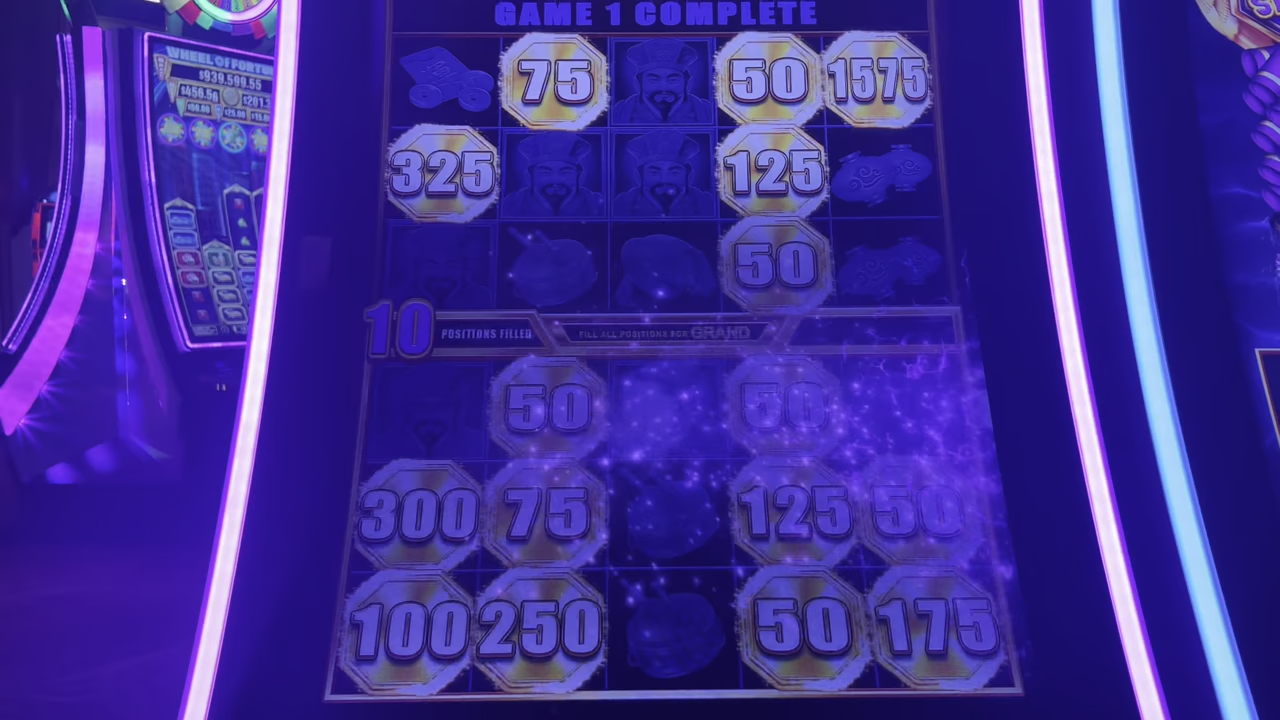 GAME 1 COMPLETE
75 50 1575
325 125
50
10 POSITIONS FILLED FILL ALL POSITIONS FOR GRAND
50 50
300 75 125 50
100 250 50 175
WHEEL OF FORTUNE
$939,599.55